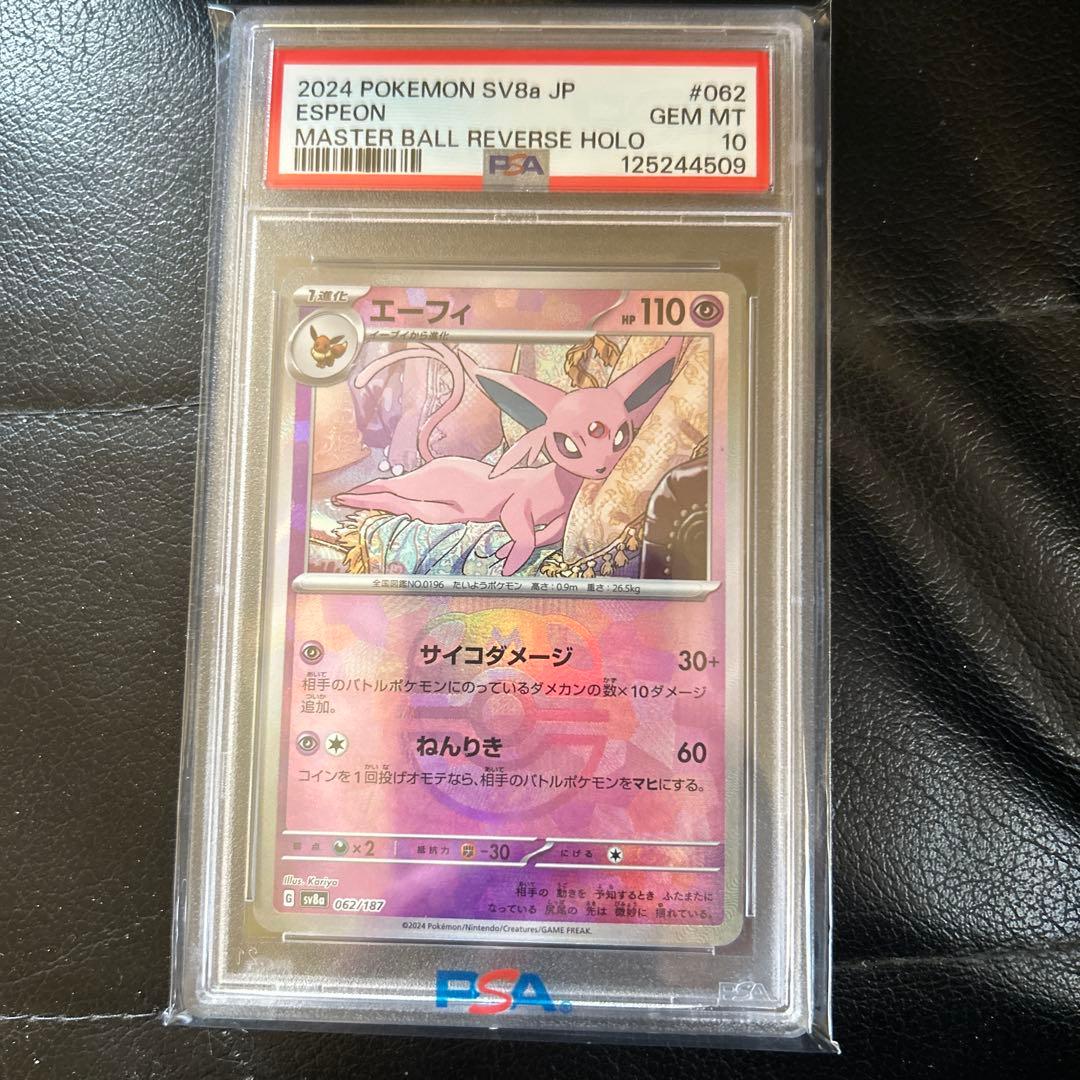 2024 POKEMON SV8a JP #062
ESPEON GEM MT
MASTER BALL REVERSE HOLO 10
PSA 125244509
1進化 エーフィ HP 110
イーブイから進化
全国図鑑NO.0196 たいようポケモン 高さ:0.9m 重さ:26.5kg
サイコダメージ 30+
相手のバトルポケモンにのっているダメカンの数×10ダメージ
追加。
ねんりき 60
コインを1回投げオモテなら、相手のバトルポケモンをマヒにする。
弱点 ×2 抵抗力 -30 にげる
Illus. Kariya
相手の 動きを 予知するとき ふたまたに
G sv8a 062/187 なっている 尻尾の 先は 微妙に 揺れている。
©2024 Pokémon/Nintendo/Creatures/GAME FREAK.
PSA
PSA